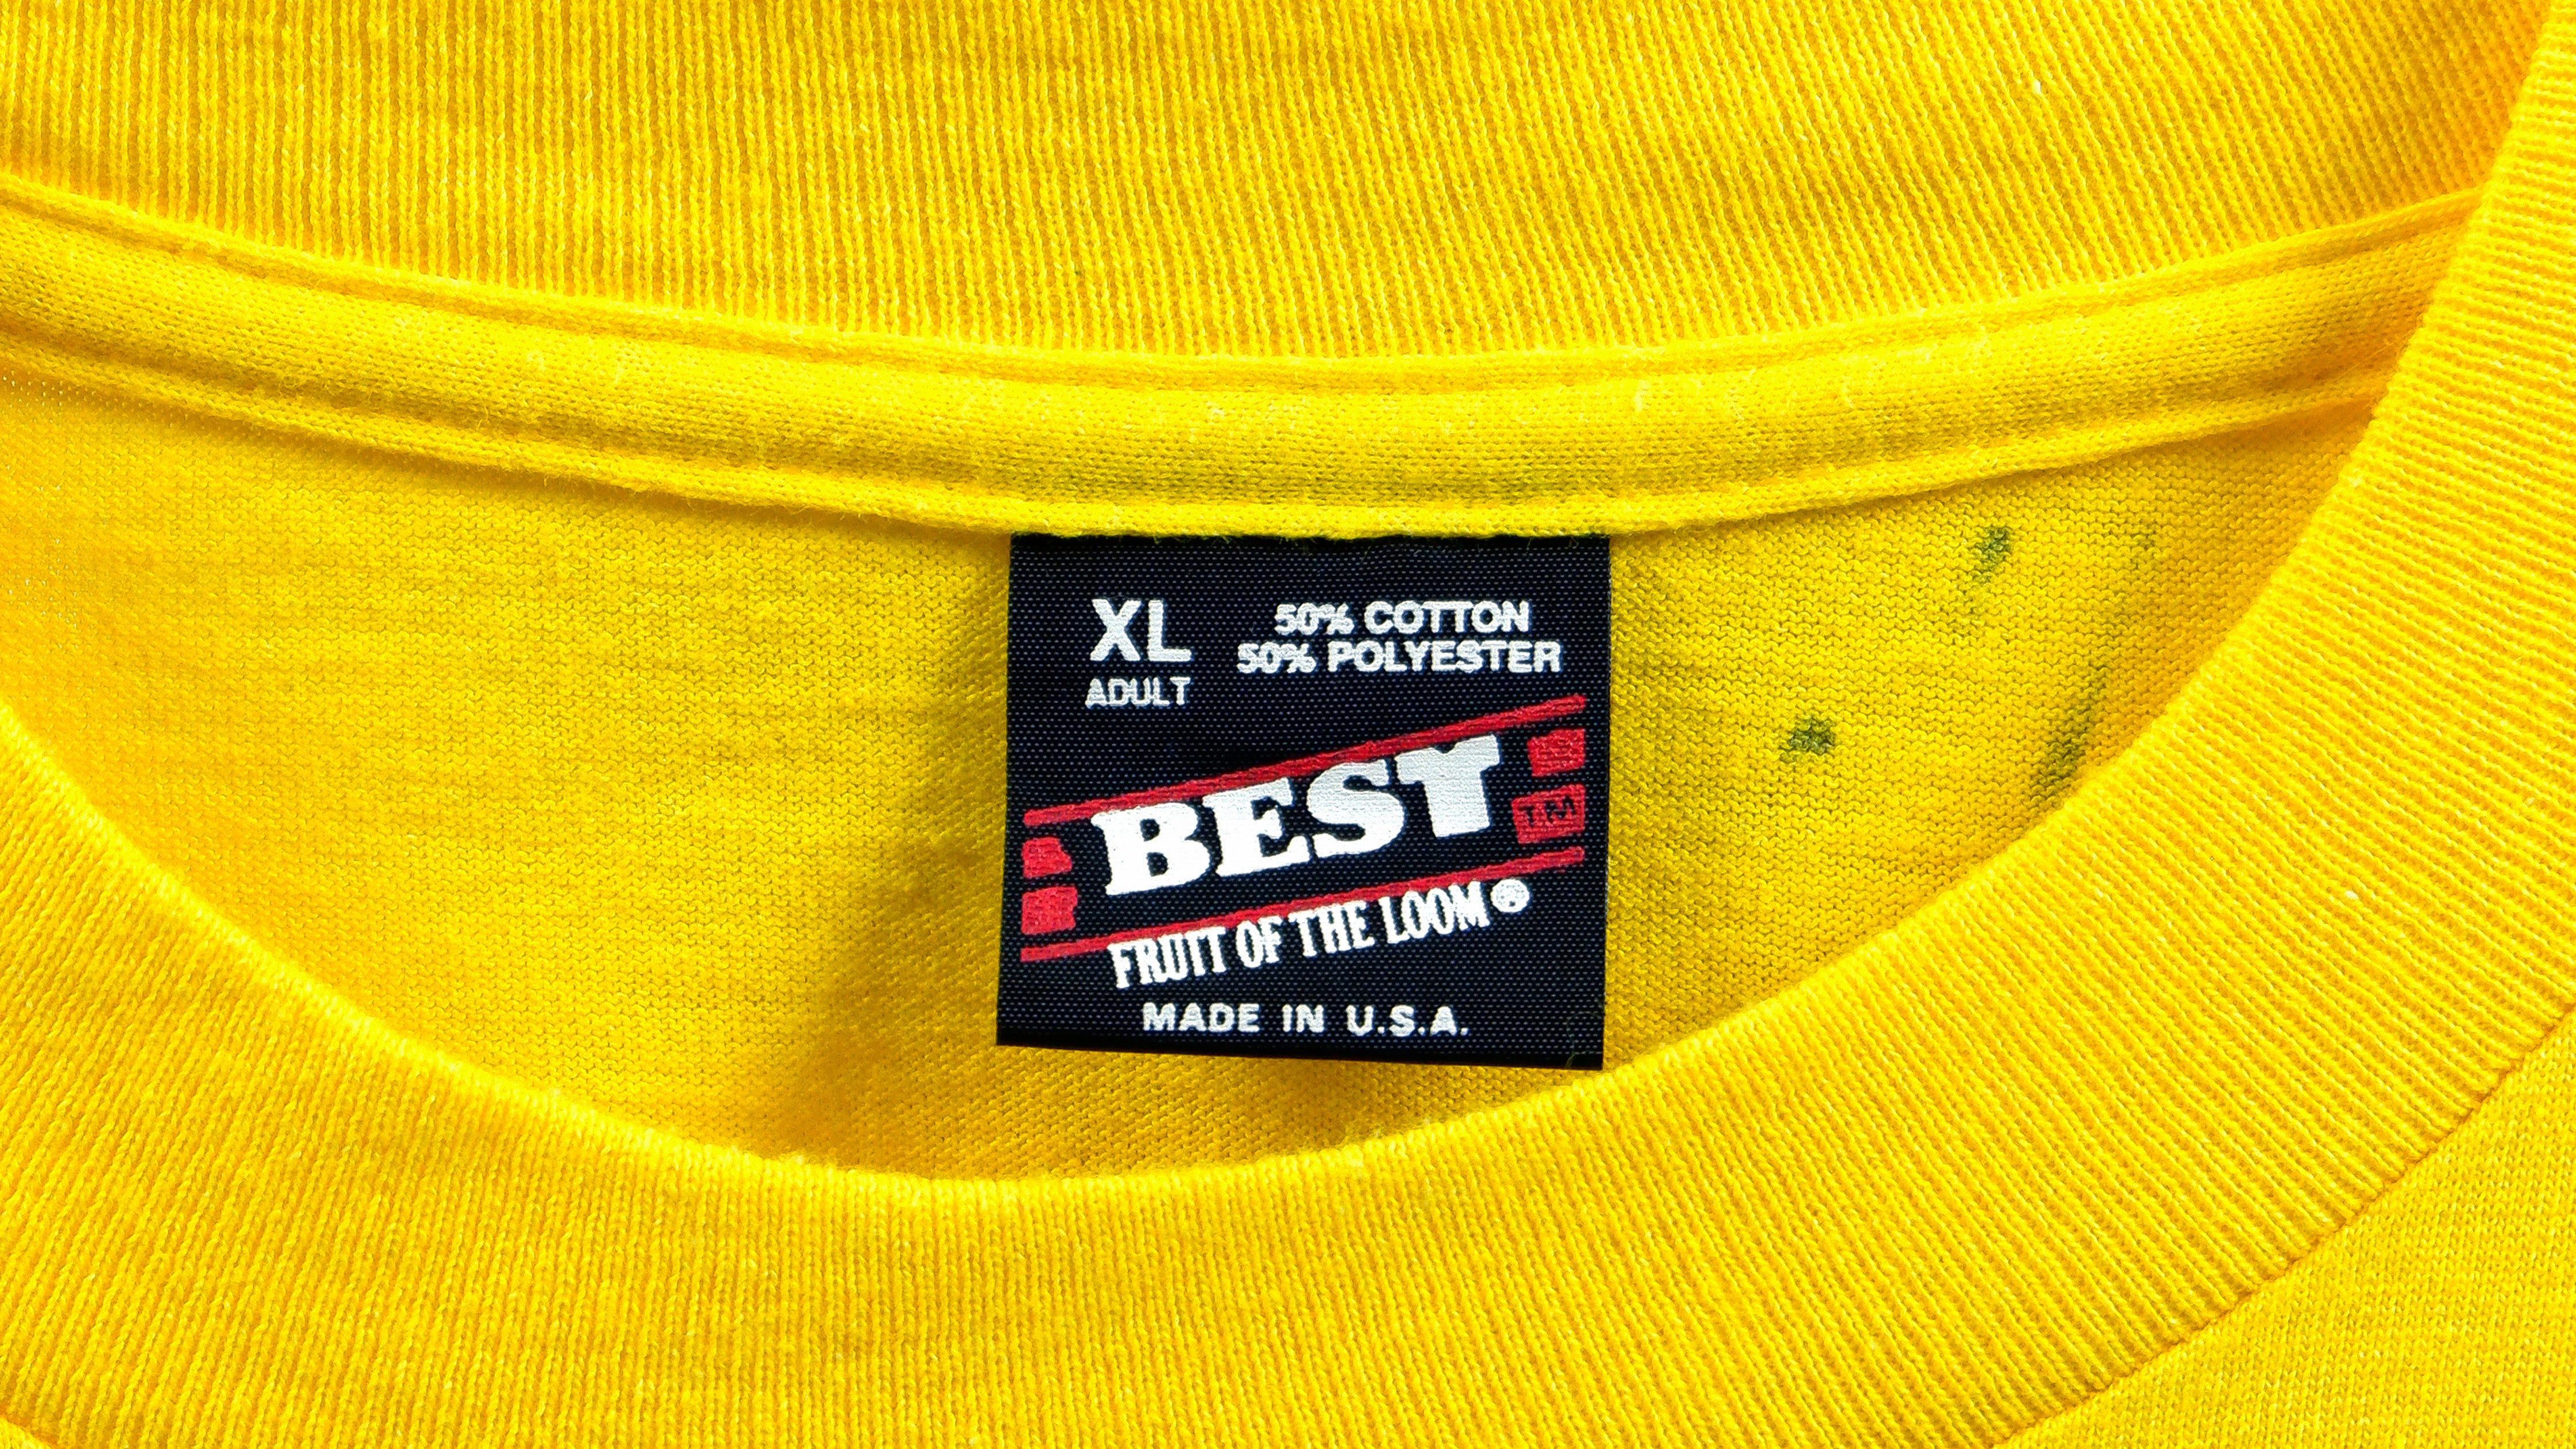 XL
ADULT
50% COTTON
50% POLYESTER
BEST
TM
FRUIT OF THE LOOM®
MADE IN U.S.A.